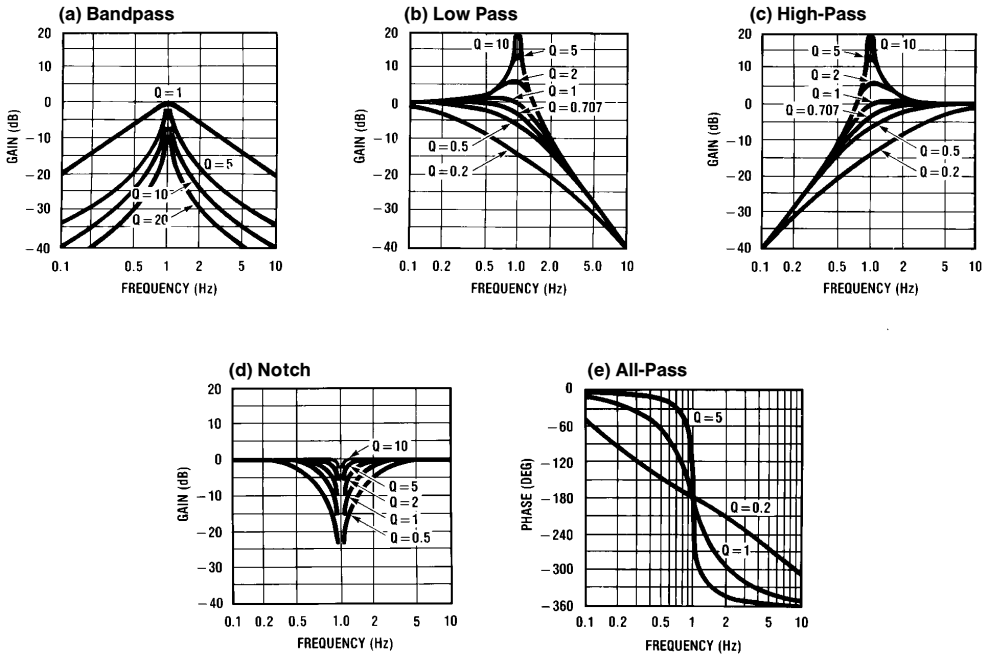 (a) Bandpass
20
10
0
−10
−20
−30
−40
GAIN (dB)
Q = 1
Q = 5
Q = 10
Q = 20
0.1 0.5 1 2 5 10
FREQUENCY (Hz)
(b) Low Pass
20
10
0
−10
−20
−30
−40
GAIN (dB)
Q = 10
Q = 5
Q = 2
Q = 1
Q = 0.707
Q = 0.5
Q = 0.2
0.1 0.2 0.5 1.0 2.0 5.0 10
FREQUENCY (Hz)
(c) High-Pass
20
10
0
−10
−20
−30
−40
GAIN (dB)
Q = 10
Q = 5
Q = 2
Q = 1
Q = 0.707
Q = 0.5
Q = 0.2
0.1 0.2 0.5 1.0 2 5 10
FREQUENCY (Hz)
(d) Notch
20
10
0
−10
−20
−30
−40
GAIN (dB)
Q = 10
Q = 5
Q = 2
Q = 1
Q = 0.5
0.1 0.2 0.5 1.0 2 5 10
FREQUENCY (Hz)
(e) All-Pass
0
−60
−120
−180
−240
−300
−360
PHASE (DEG)
Q = 5
Q = 0.2
Q = 1
0.1 0.2 0.5 1 2 5 10
FREQUENCY (Hz)